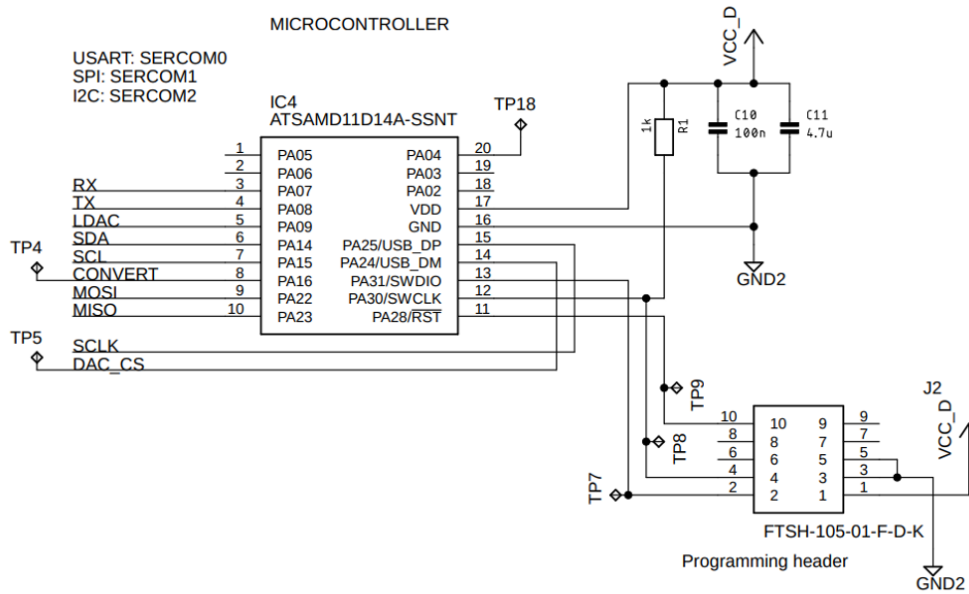 MICROCONTROLLER
USART: SERCOM0
SPI: SERCOM1
I2C: SERCOM2
IC4
ATSAMD11D14A-SSNT
TP18
VCC_D
1k
R1
C10
100n
C11
4.7u
GND2
1 PA05 PA04 20
2 PA06 PA03 19
RX 3 PA07 PA02 18
TX 4 PA08 VDD 17
LDAC 5 PA09 GND 16
SDA 6 PA14 PA25/USB_DP 15
TP4
SCL 7 PA15 PA24/USB_DM 14
CONVERT 8 PA16 PA31/SWDIO 13
MOSI 9 PA22 PA30/SWCLK 12
MISO 10 PA23 PA28/RST 11
TP5
SCLK
DAC_CS
TP9
TP8
TP7
J2
VCC_D
10 10 9 9
8 8 7 7
6 6 5 5
4 4 3 3
2 2 1 1
FTSH-105-01-F-D-K
Programming header
GND2